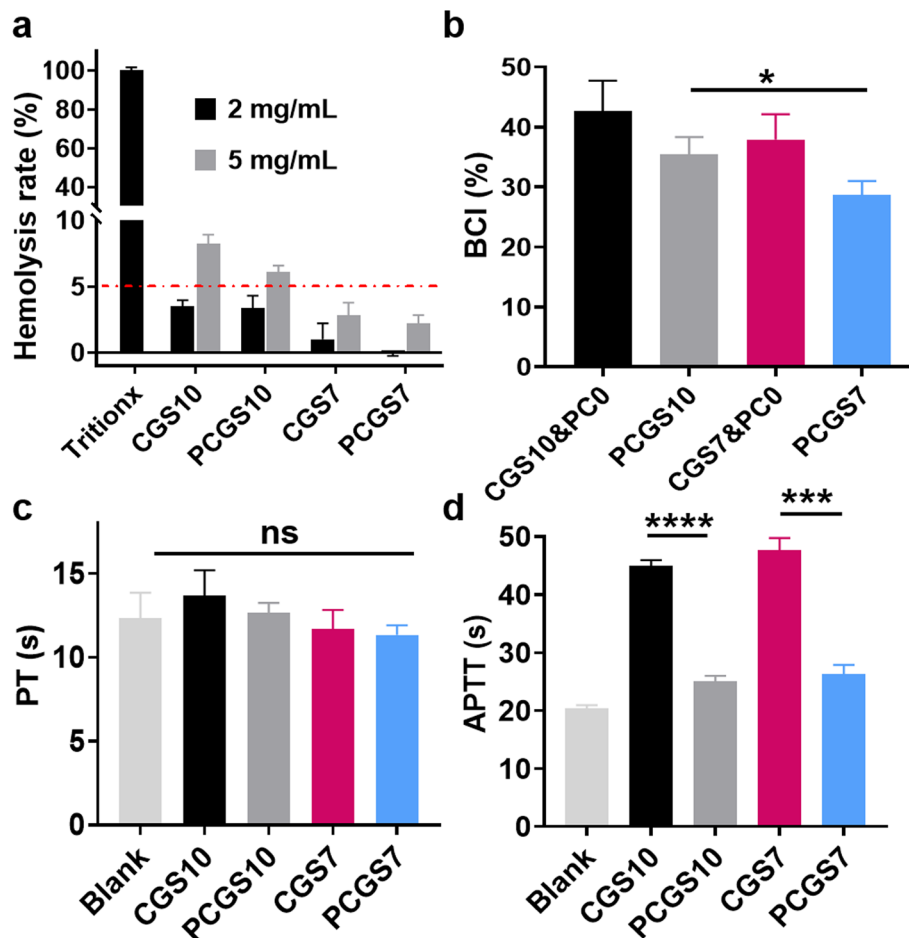 a
Hemolysis rate (%)
100
80
60
40
10
5
0
2 mg/mL
5 mg/mL
Tritionx
CGS10
PCGS10
CGS7
PCGS7
b
BCI (%)
50
40
30
20
10
0
*
CGS10&PC0
PCGS10
CGS7&PC0
PCGS7
c
PT (s)
15
10
5
0
ns
Blank
CGS10
PCGS10
CGS7
PCGS7
d
APTT (s)
50
40
30
20
10
0
****
***
Blank
CGS10
PCGS10
CGS7
PCGS7